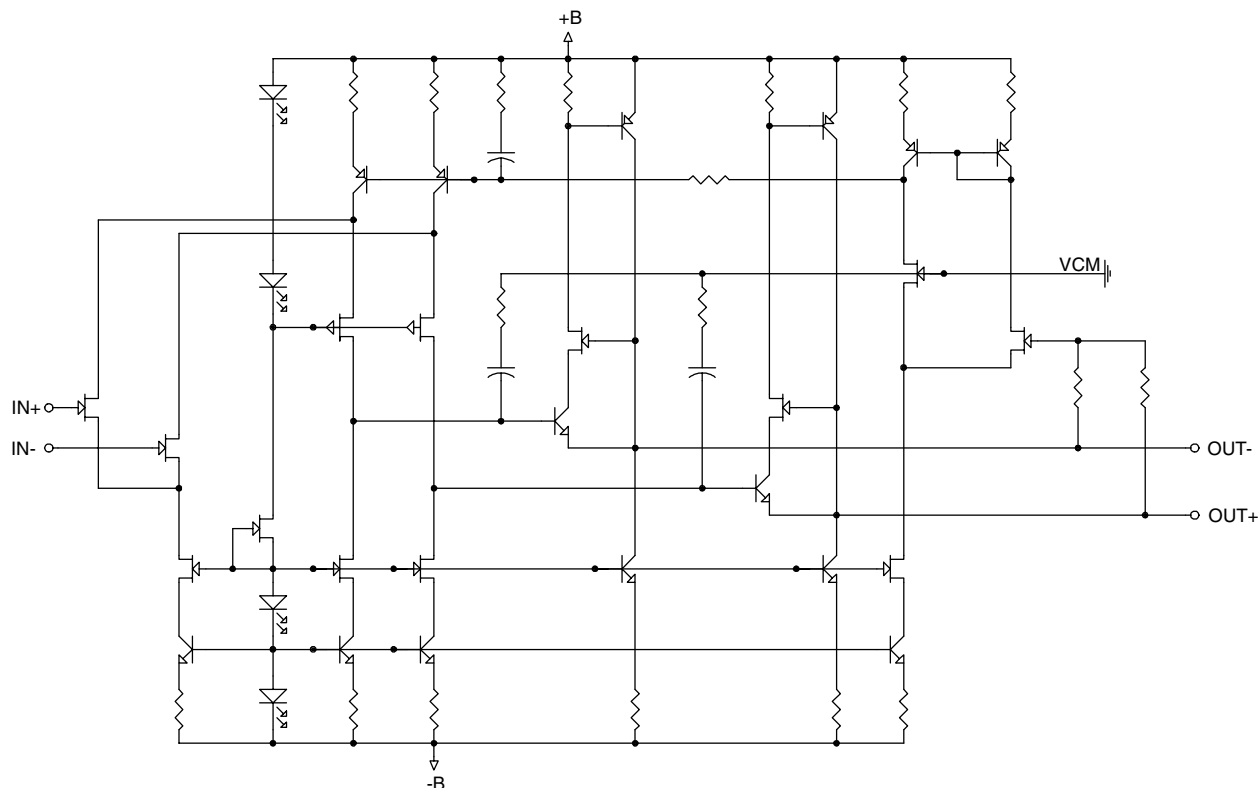 +B
VCM
IN+
IN-
OUT-
OUT+
-B